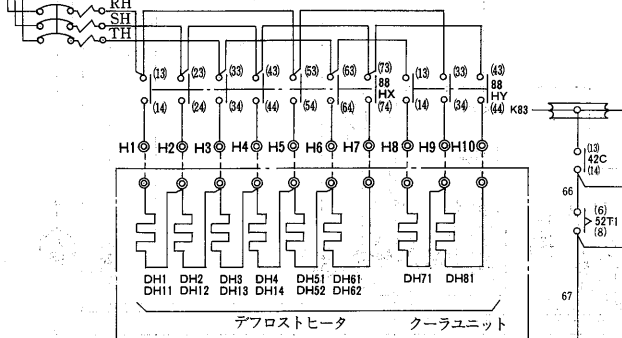 RH
SH
TH
(13) (23) (33) (43) (53) (63) (73) (13) (33) (43)
88 HX
88 HY
(14) (24) (34) (44) (54) (64) (74) (14) (34) (44)
K83
H1 H2 H3 H4 H5 H6 H7 H8 H9 H10
(13)
42C
(14)
66
(6)
52T1
(8)
DH1 DH2 DH3 DH4 DH51 DH61 DH71 DH81
DH11 DH12 DH13 DH14 DH52 DH62
67
デフロストヒータ クーラユニット